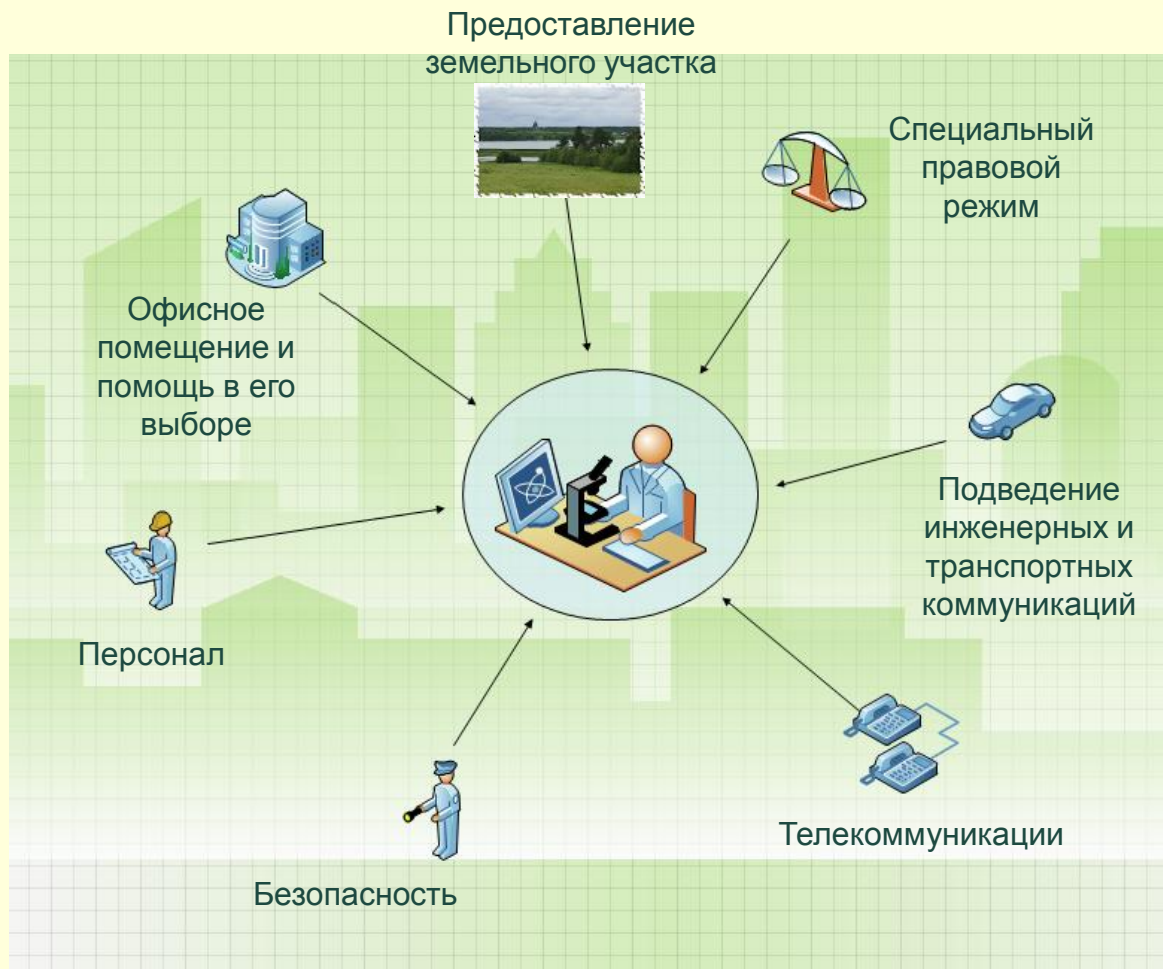 Предоставление
земельного участка
Специальный
правовой
режим
Офисное
помещение и
помощь в его
выборе
Подведение
инженерных и
транспортных
коммуникаций
Персонал
Телекоммуникации
Безопасность